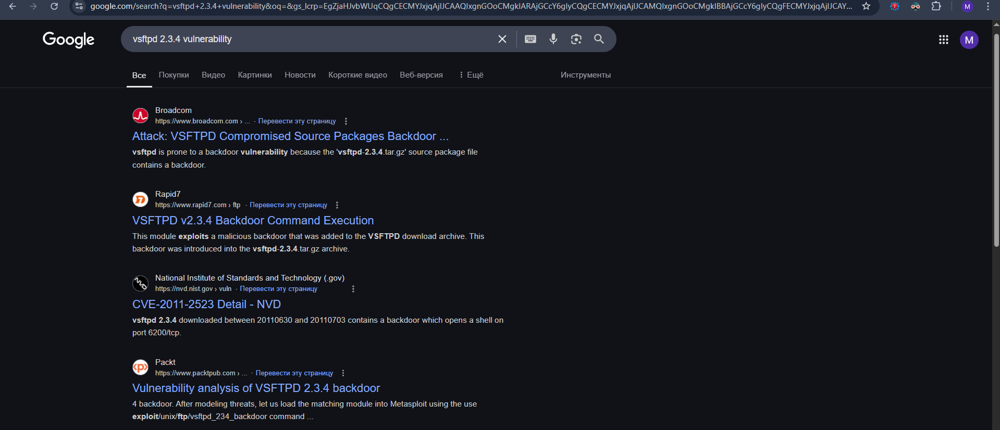 google.com/search?q=vsftpd+2.3.4+vulnerability&oq=&gs_lcrp=
M
Google
vsftpd 2.3.4 vulnerability
M
Все Покупки Видео Картинки Новости Короткие видео Веб-версия Ещё Инструменты
Broadcom
https://www.broadcom.com › ... · Перевести эту страницу
Attack: VSFTPD Compromised Source Packages Backdoor ...
vsftpd is prone to a backdoor vulnerability because the 'vsftpd-2.3.4.tar.gz' source package file
contains a backdoor.
Rapid7
https://www.rapid7.com › ftp · Перевести эту страницу
VSFTPD v2.3.4 Backdoor Command Execution
This module exploits a malicious backdoor that was added to the VSFTPD download archive. This
backdoor was introduced into the vsftpd-2.3.4.tar.gz archive.
National Institute of Standards and Technology (.gov)
https://nvd.nist.gov › vuln · Перевести эту страницу
CVE-2011-2523 Detail - NVD
vsftpd 2.3.4 downloaded between 20110630 and 20110703 contains a backdoor which opens a shell on
port 6200/tcp.
Packt
https://www.packtpub.com › ... · Перевести эту страницу
Vulnerability analysis of VSFTPD 2.3.4 backdoor
4 backdoor. After modeling threats, let us load the matching module into Metasploit using the use
exploit/unix/ftp/vsftpd_234_backdoor command ...